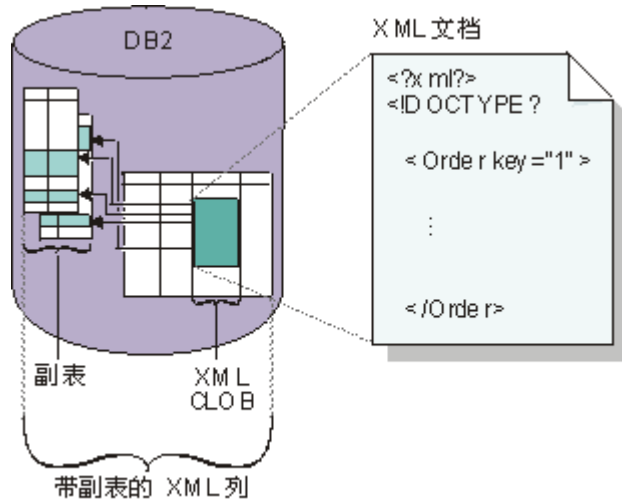 DB2
XML 文档
<?xml?>
<!DOCTYPE ?
<Order key="1">
⋮
</Order>
副表
XML
CLOB
带副表的 XML 列